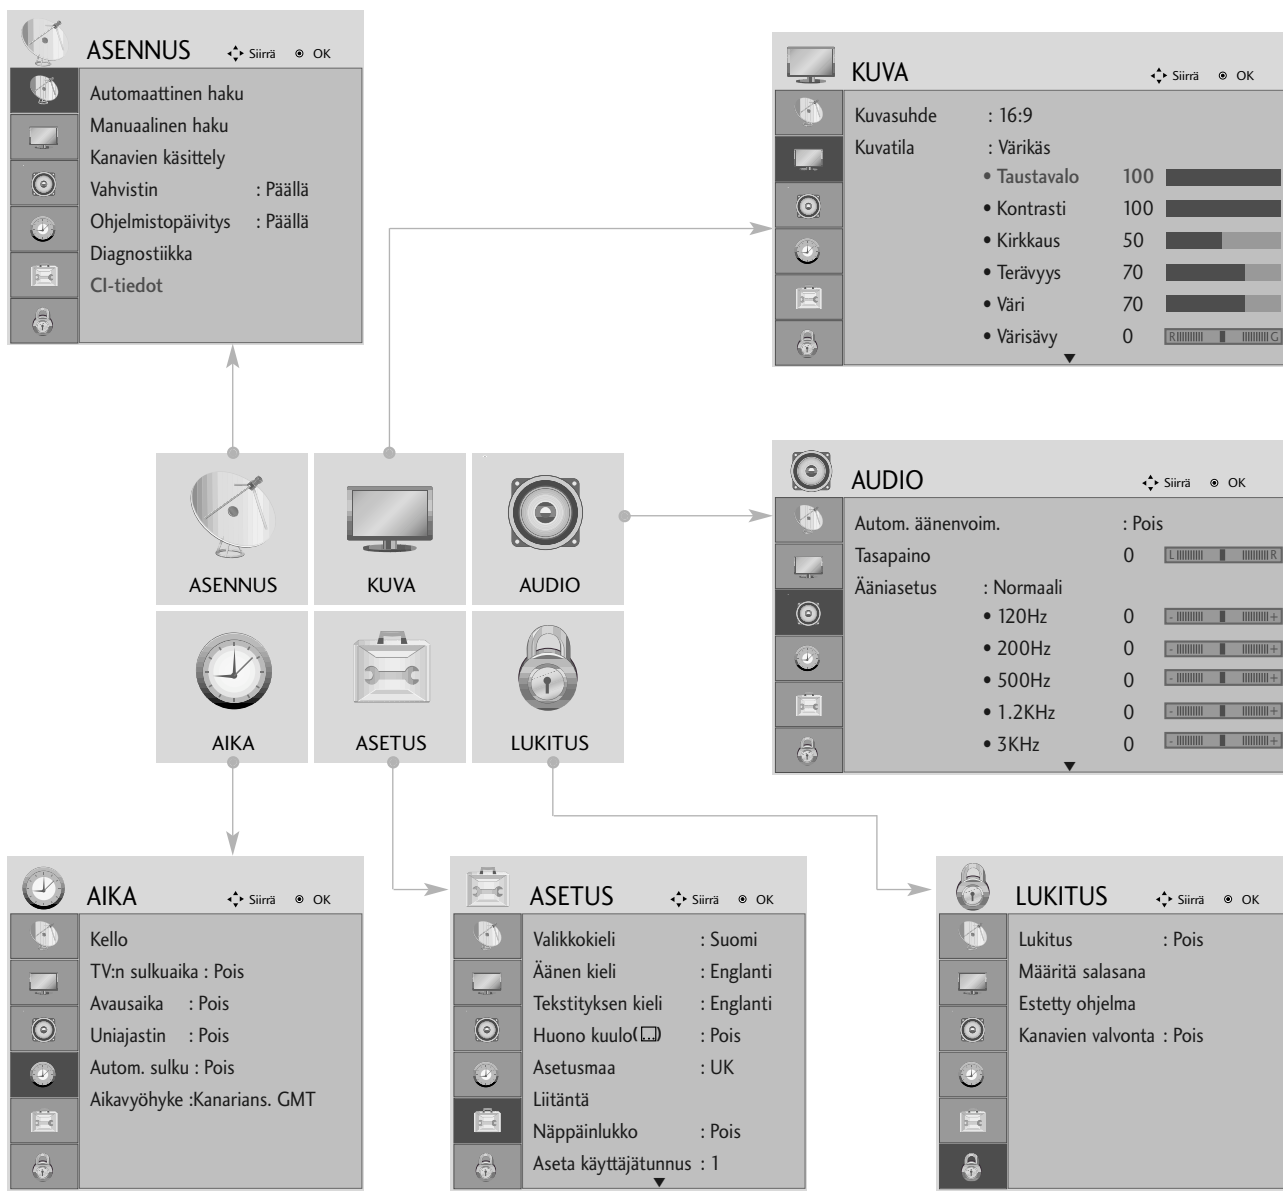 ASENNUS Siirrä OK
Automaattinen haku
Manuaalinen haku
Kanavien käsittely
Vahvistin : Päällä
Ohjelmistopäivitys : Päällä
Diagnostiikka
CI-tiedot
KUVA Siirrä OK
Kuvasuhde : 16:9
Kuvatila : Värikäs
• Taustavalo 100
• Kontrasti 100
• Kirkkaus 50
• Terävyys 70
• Väri 70
• Värisävy 0 R G
ASENNUS
KUVA
AUDIO
AIKA
ASETUS
LUKITUS
AUDIO Siirrä OK
Autom. äänenvoim. : Pois
Tasapaino 0 L R
Ääniasetus : Normaali
• 120Hz 0 - +
• 200Hz 0 - +
• 500Hz 0 - +
• 1.2KHz 0 - +
• 3KHz 0 - +
AIKA Siirrä OK
Kello
TV:n sulkuaika : Pois
Avausaika : Pois
Uniajastin : Pois
Autom. sulku : Pois
Aikavyöhyke :Kanarians. GMT
ASETUS Siirrä OK
Valikkokieli : Suomi
Äänen kieli : Englanti
Tekstityksen kieli : Englanti
Huono kuulo( ) : Pois
Asetusmaa : UK
Liitäntä
Näppäinlukko : Pois
Aseta käyttäjätunnus : 1
LUKITUS Siirrä OK
Lukitus : Pois
Määritä salasana
Estetty ohjelma
Kanavien valvonta : Pois